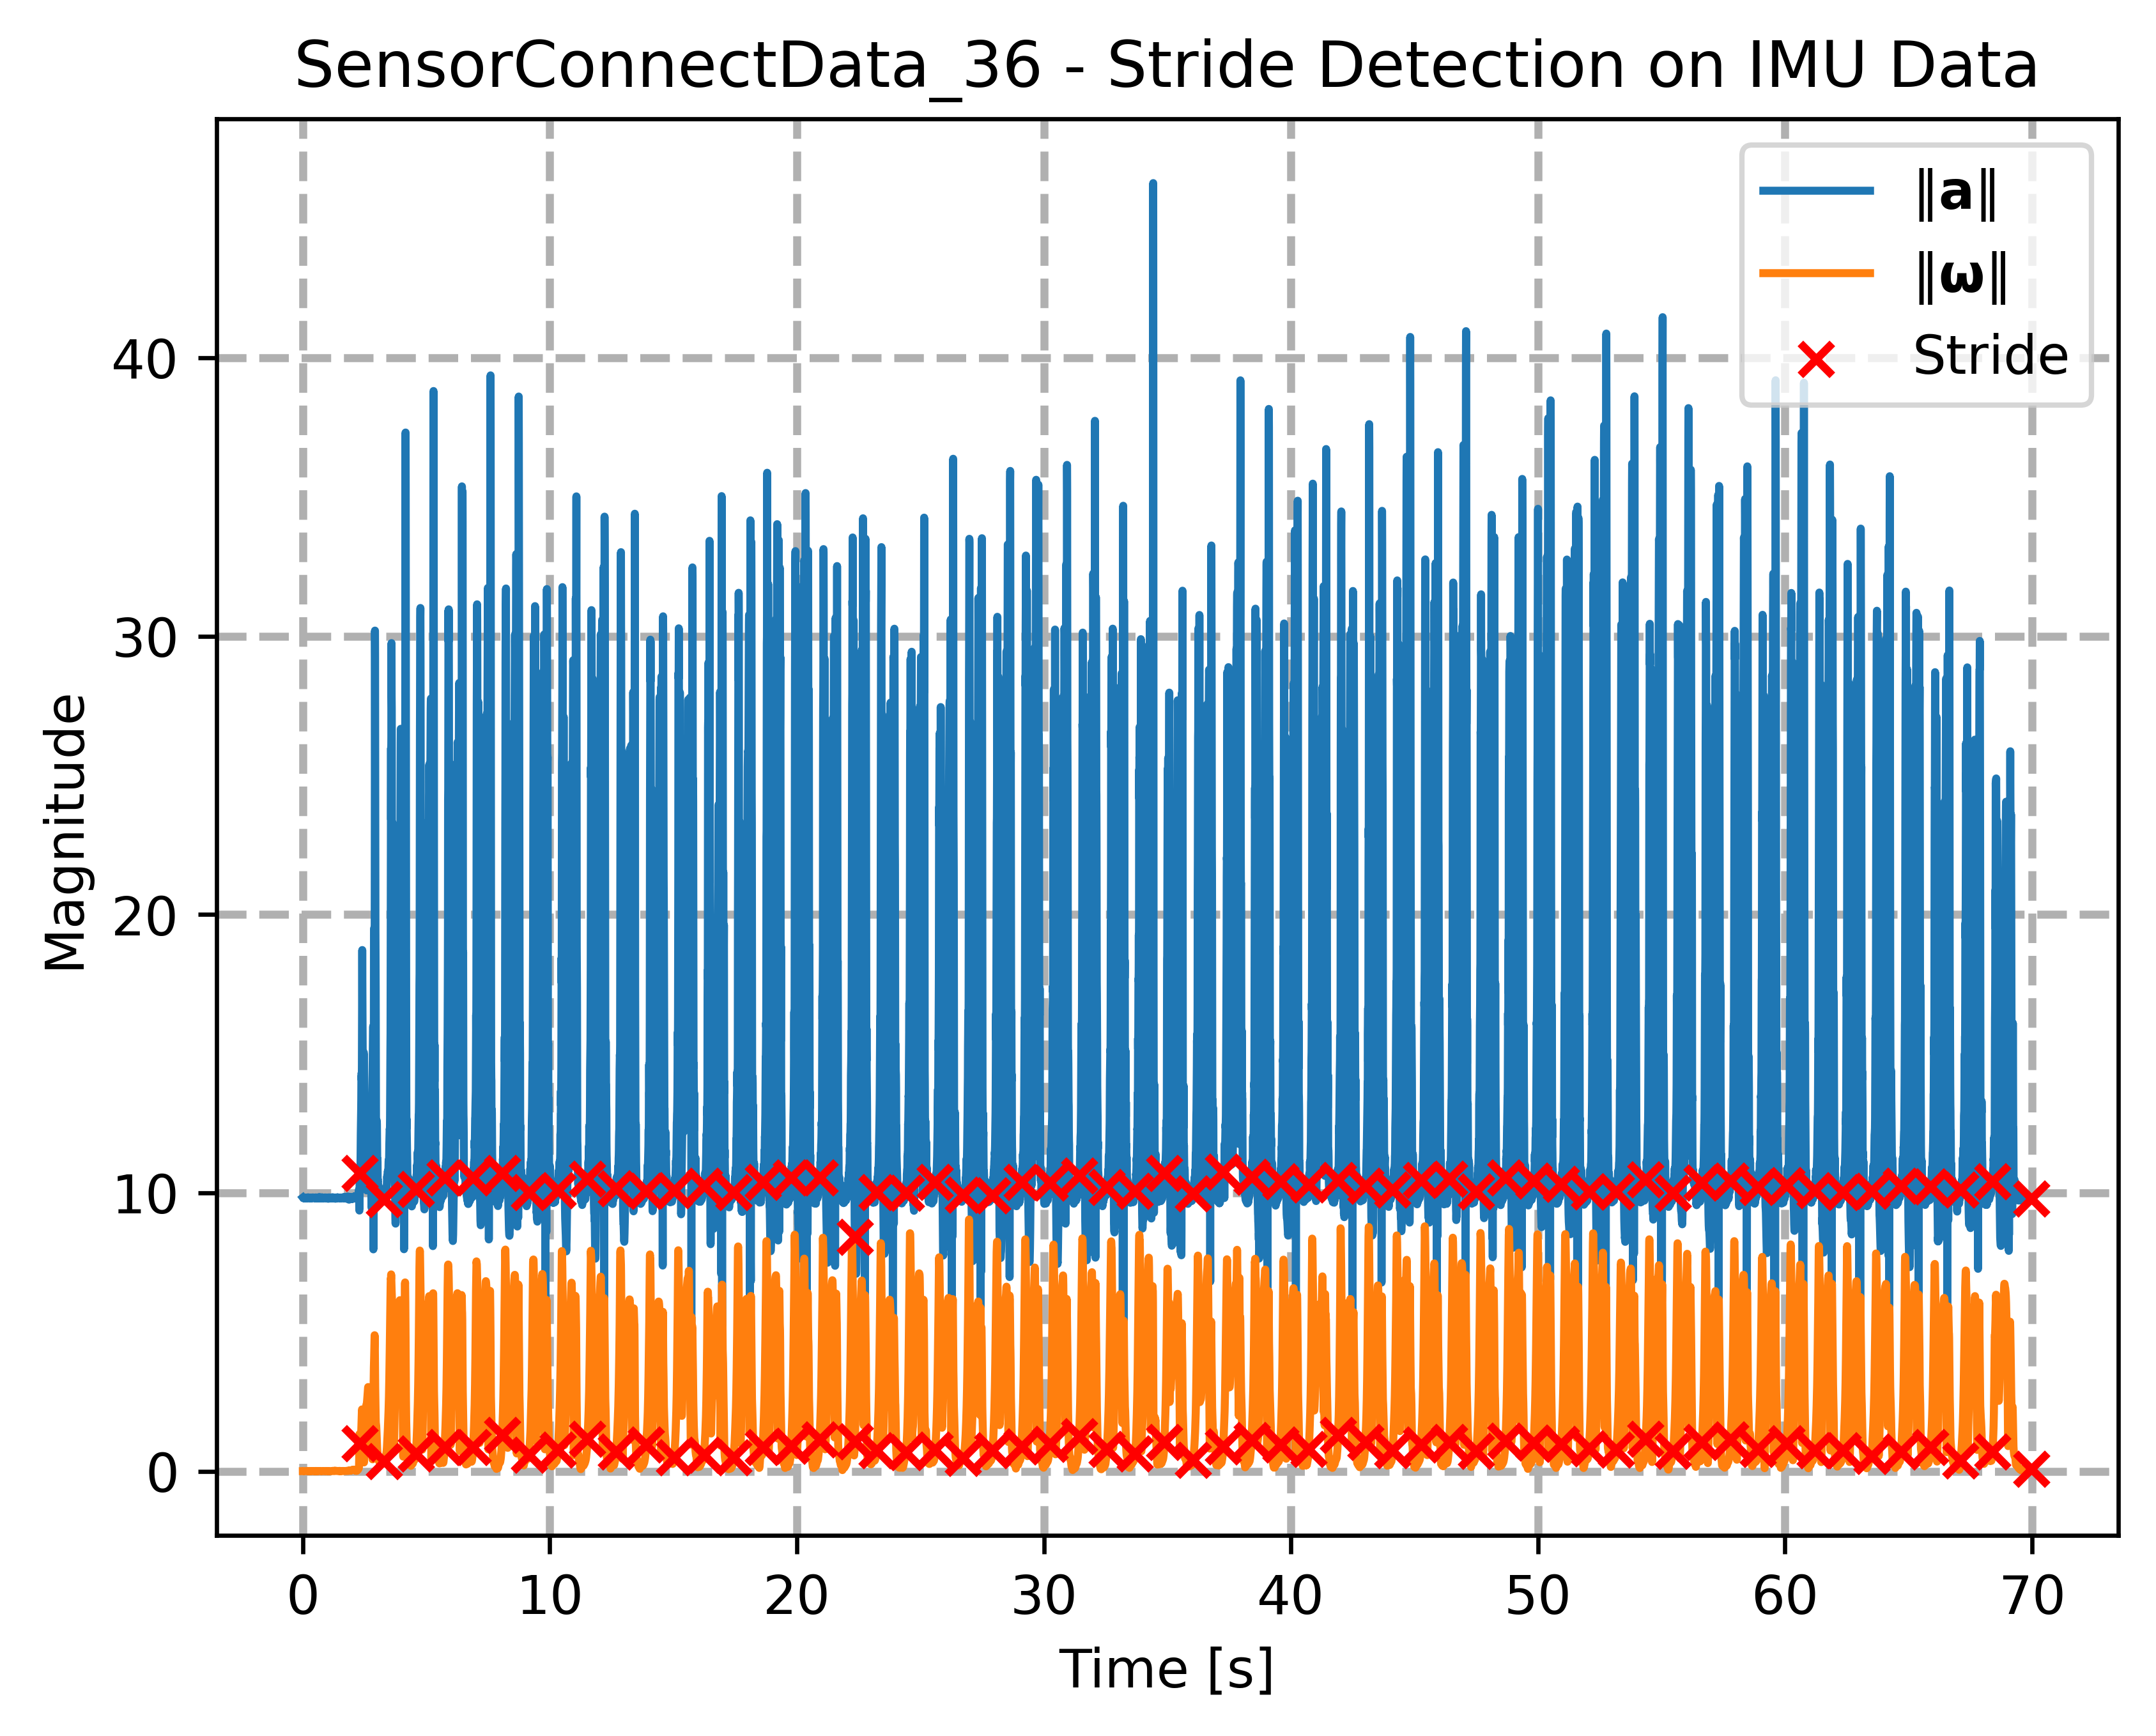 SensorConnectData_36 - Stride Detection on IMU Data
‖a‖
‖ω‖
Stride
Magnitude
40
30
20
10
0
0 10 20 30 40 50 60 70
Time [s]